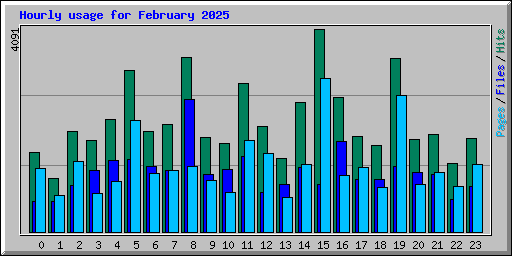 Hourly usage for February 2025
4091
Pages/Files/Hits
0 1 2 3 4 5 6 7 8 9 10 11 12 13 14 15 16 17 18 19 20 21 22 23